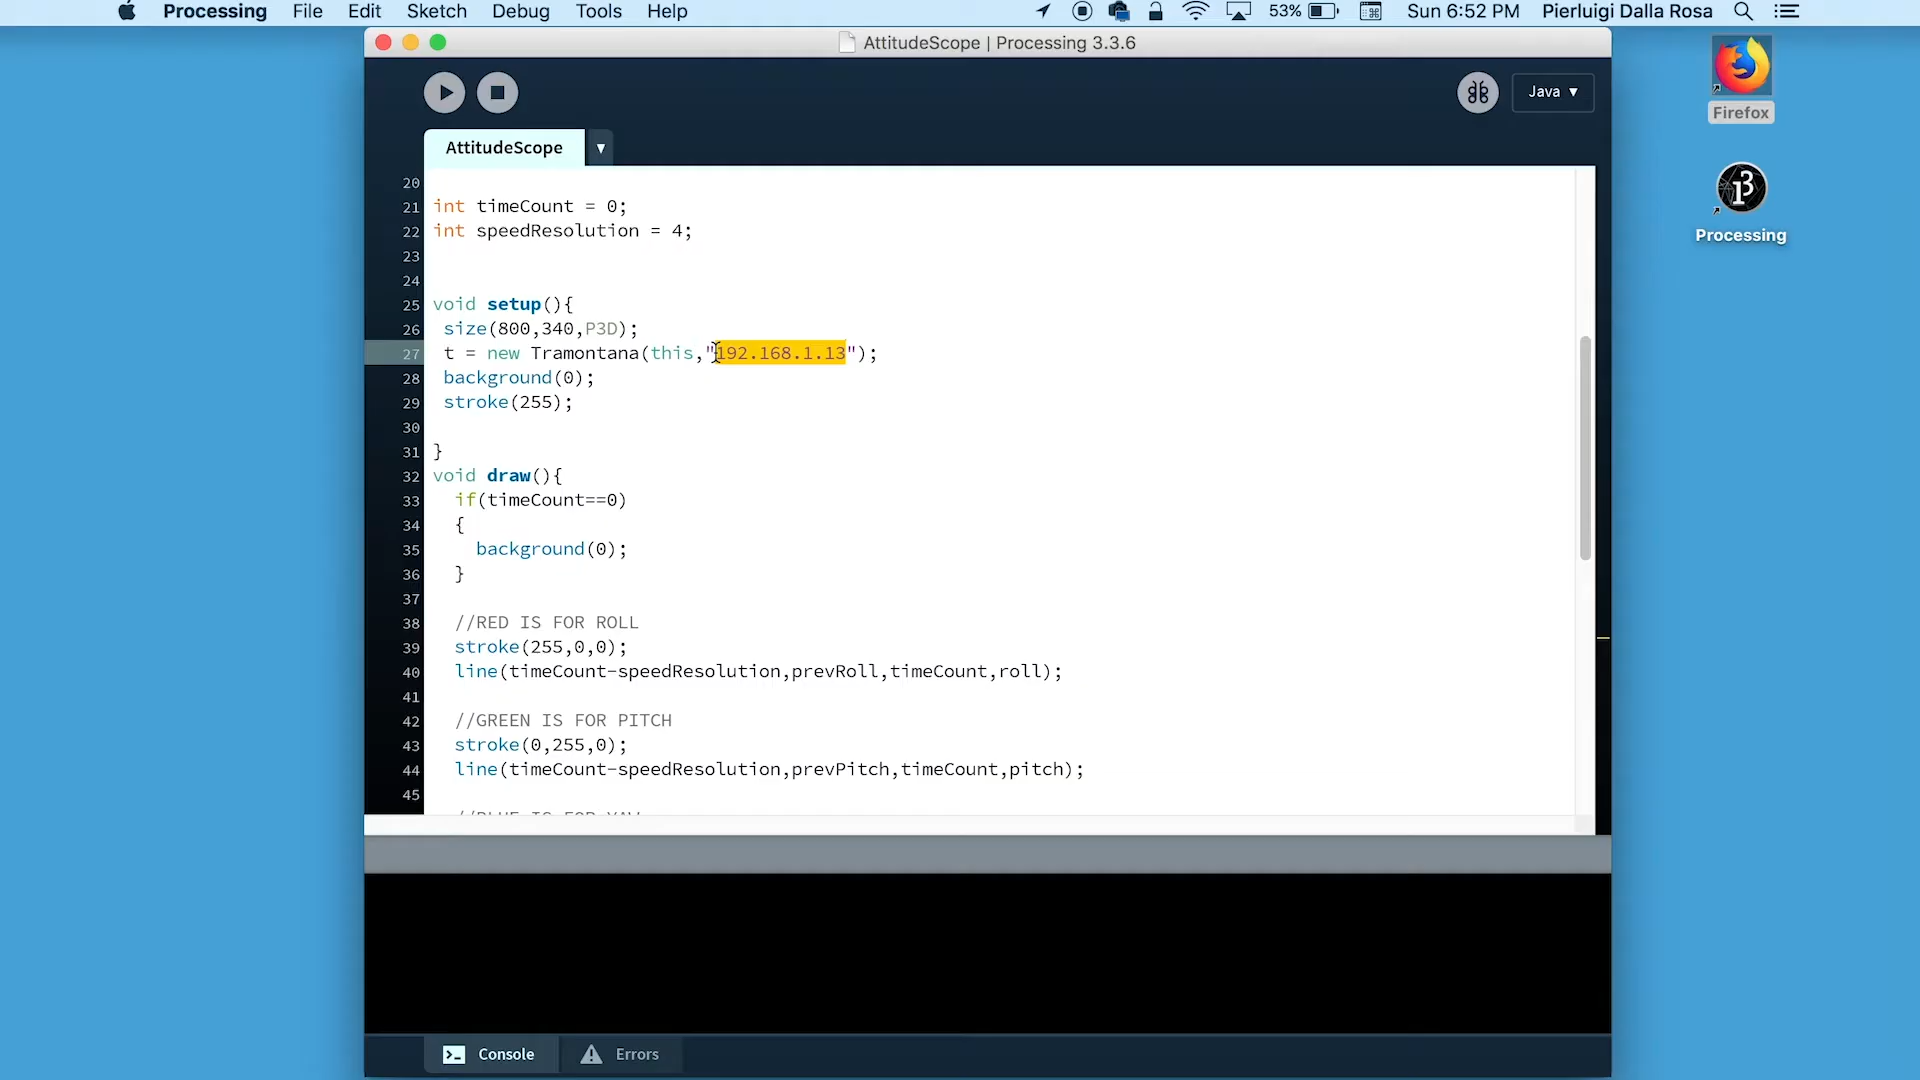 Processing File Edit Sketch Debug Tools Help 53% Sun 6:52 PM Pierluigi Dalla Rosa
AttitudeScope | Processing 3.3.6
Java ▼
Firefox
Processing
AttitudeScope ▼
20
21 int timeCount = 0;
22 int speedResolution = 4;
23
24
25 void setup(){
26 size(800,340,P3D);
27 t = new Tramontana(this,"192.168.1.13");
28 background(0);
29 stroke(255);
30
31 }
32 void draw(){
33 if(timeCount==0)
34 {
35 background(0);
36 }
37
38 //RED IS FOR ROLL
39 stroke(255,0,0);
40 line(timeCount-speedResolution,prevRoll,timeCount,roll);
41
42 //GREEN IS FOR PITCH
43 stroke(0,255,0);
44 line(timeCount-speedResolution,prevPitch,timeCount,pitch);
45
//BLUE IS FOR YAW
Console
Errors